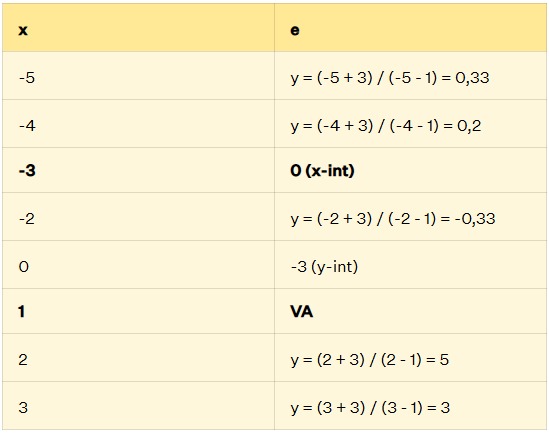 x e
-5 y = (-5 + 3) / (-5 - 1) = 0,33
-4 y = (-4 + 3) / (-4 - 1) = 0,2
-3 0 (x-int)
-2 y = (-2 + 3) / (-2 - 1) = -0,33
0 -3 (y-int)
1 VA
2 y = (2 + 3) / (2 - 1) = 5
3 y = (3 + 3) / (3 - 1) = 3